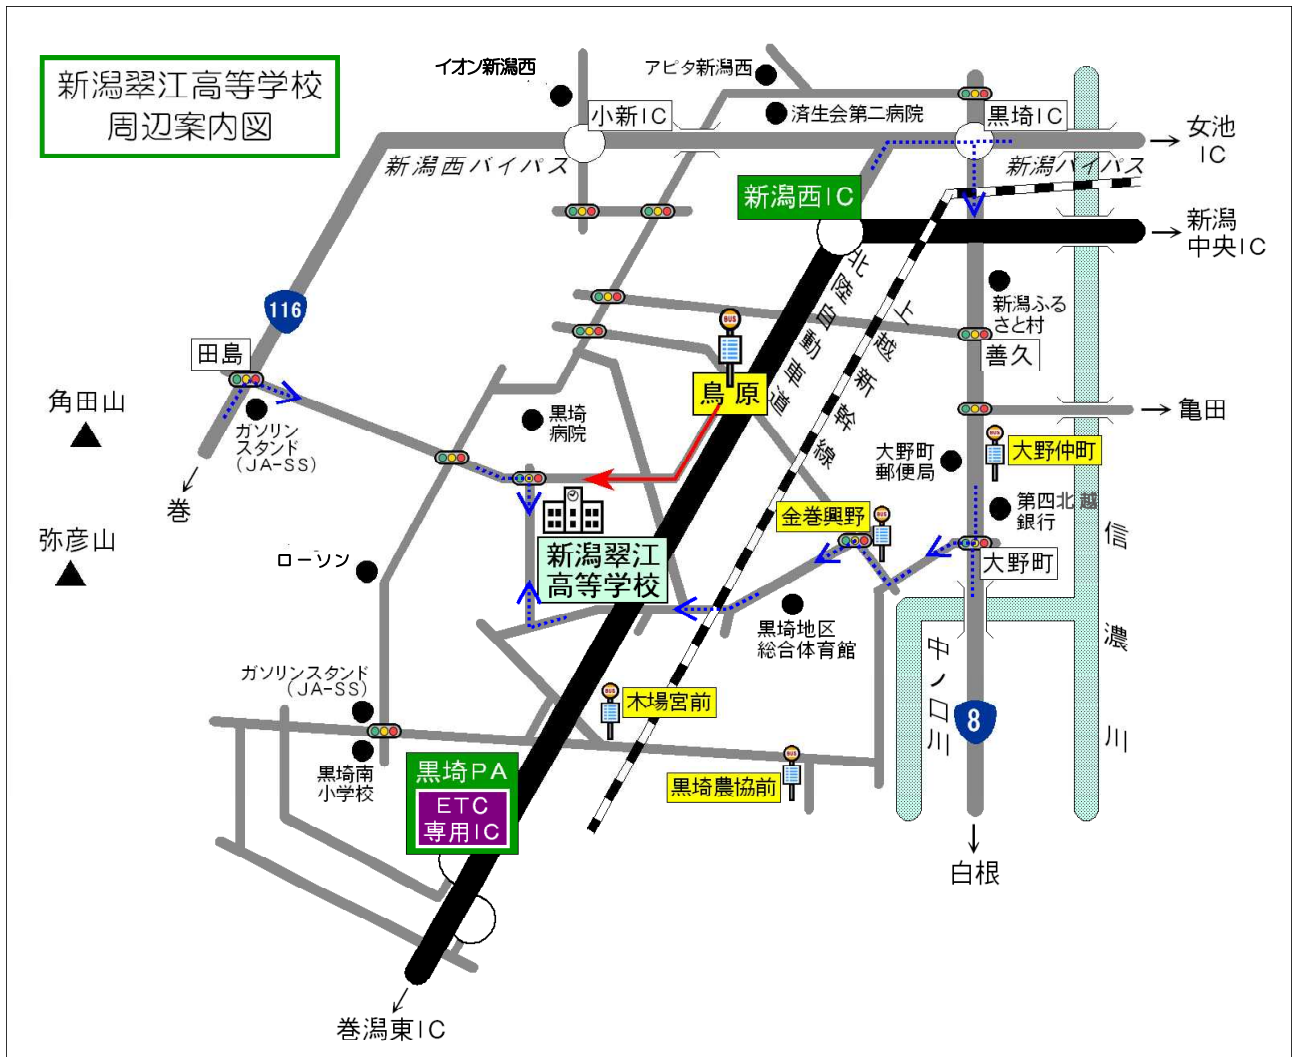 新潟翠江高等学校
周辺案内図
イオン新潟西
アピタ新潟西
小新IC
済生会第二病院
黒埼IC
女池
IC
新潟西バイパス
新潟バイパス
新潟西IC
新潟
中央IC
北陸自動車道
上越新幹線
新潟ふる
さと村
116
BUS
田島
善久
鳥原
角田山
黒埼
病院
亀田
ガソリン
スタンド
(JA-SS)
大野町
郵便局
BUS
大野仲町
巻
第四北越
銀行
金巻興野
BUS
信濃川
弥彦山
新潟翠江
高等学校
ローソン
大野町
黒埼地区
総合体育館
中ノ口川
ガソリンスタンド
(JA-SS)
BUS
木場宮前
8
黒埼南
小学校
黒埼PA
ETC
専用IC
BUS
黒埼農協前
白根
巻潟東IC